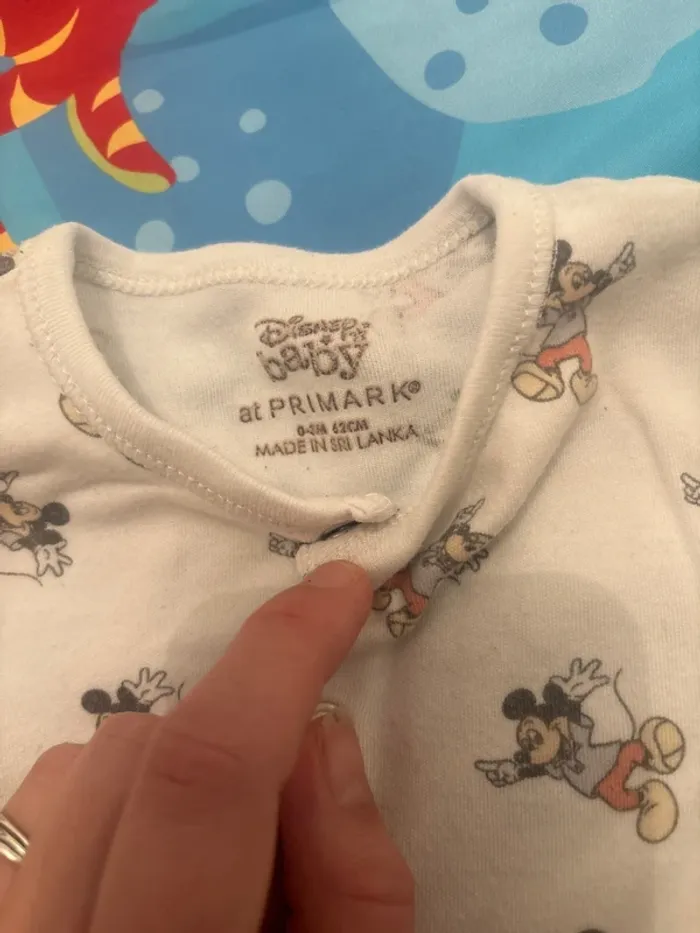 Disney
baby
at PRIMARK®
0-3M 62CM
MADE IN SRI LANKA